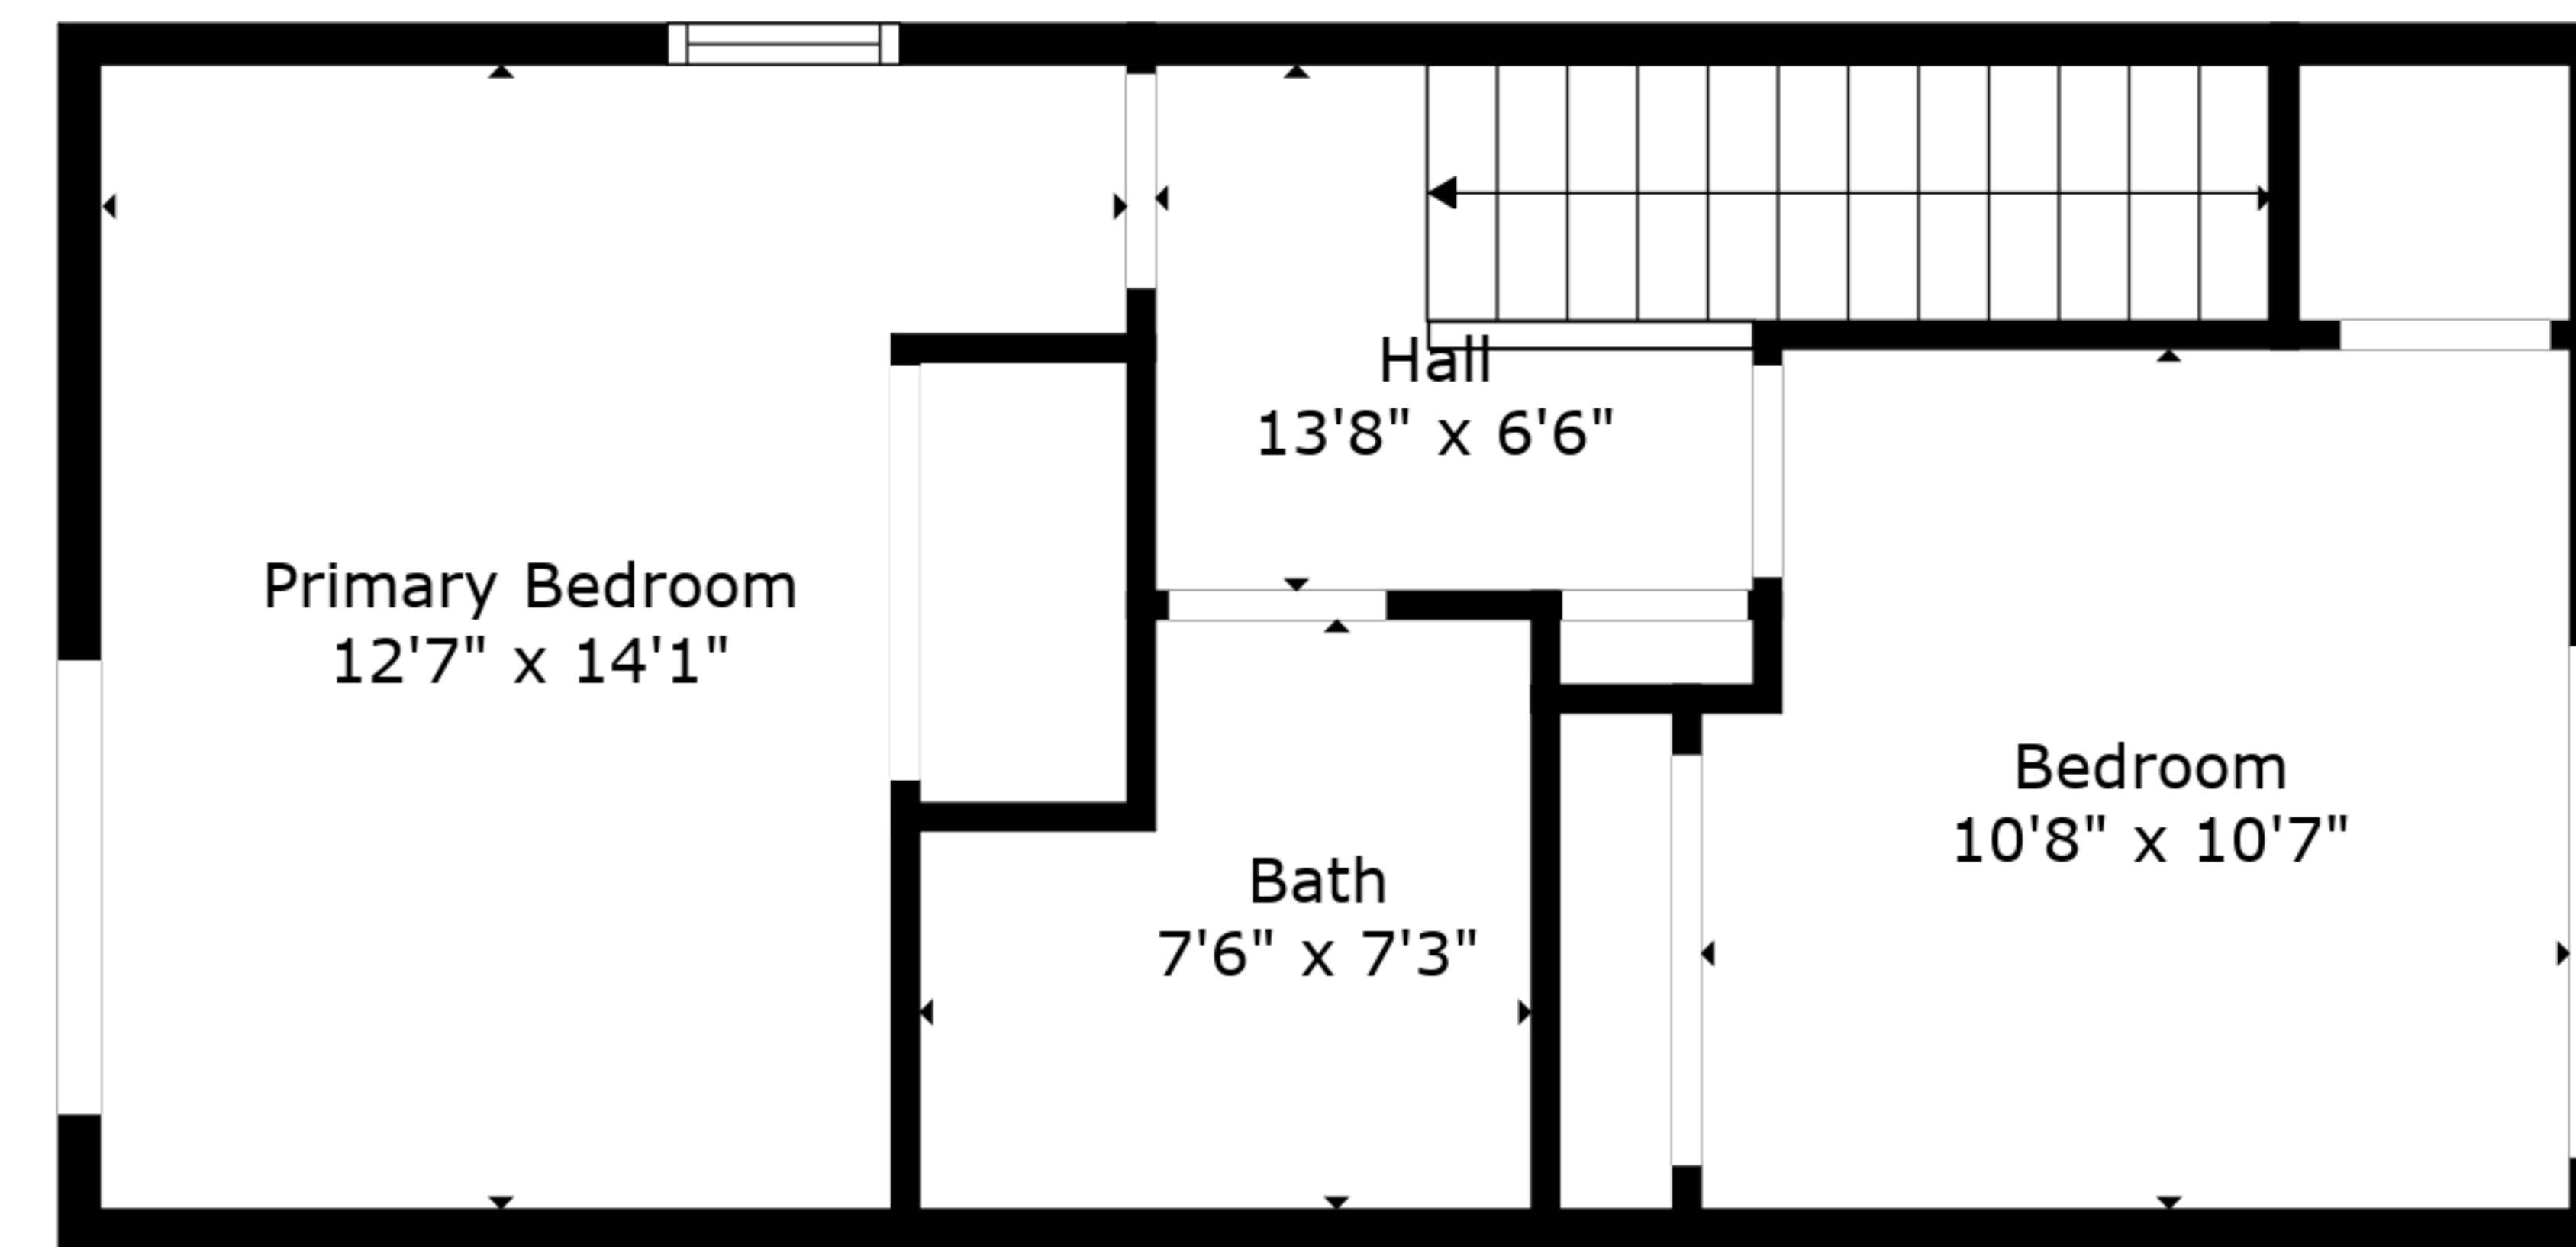 Hall
13'8" x 6'6"
Primary Bedroom
12'7" x 14'1"
Bedroom
10'8" x 10'7"
Bath
7'6" x 7'3"